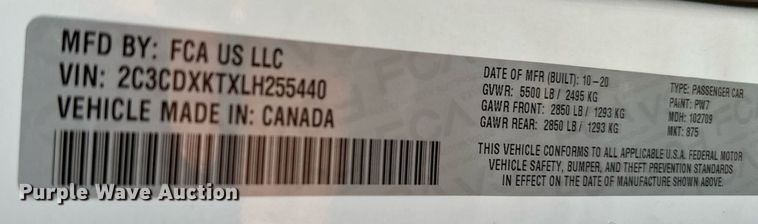 MFD BY: FCA US LLC
VIN: 2C3CDXKTXLH255440
VEHICLE MADE IN: CANADA
DATE OF MFR (BUILT): 10-20
GVWR: 5500 LB / 2495 KG
GAWR FRONT: 2850 LB / 1293 KG
GAWR REAR: 2850 LB / 1293 KG
TYPE: PASSENGER CAR
PAINT: PW7
MDH: 102709
MKT: 875
THIS VEHICLE CONFORMS TO ALL APPLICABLE U.S.A. FEDERAL MOTOR
VEHICLE SAFETY, BUMPER, AND THEFT PREVENTION STANDARDS
IN EFFECT ON THE DATE OF MANUFACTURE SHOWN ABOVE.
Purple Wave Auction